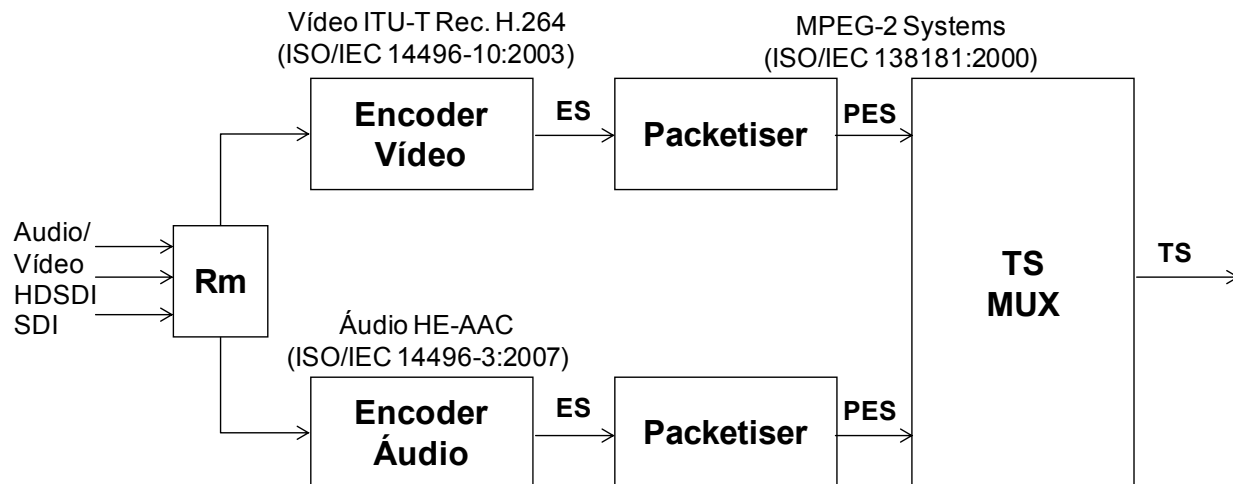 Vídeo ITU-T Rec. H.264
(ISO/IEC 14496-10:2003)
MPEG-2 Systems
(ISO/IEC 138181:2000)
Encoder
Vídeo
ES
Packetiser
PES
Audio/
Vídeo
HDSDI
SDI
Rm
TS
MUX
TS
Áudio HE-AAC
(ISO/IEC 14496-3:2007)
Encoder
Áudio
ES
Packetiser
PES